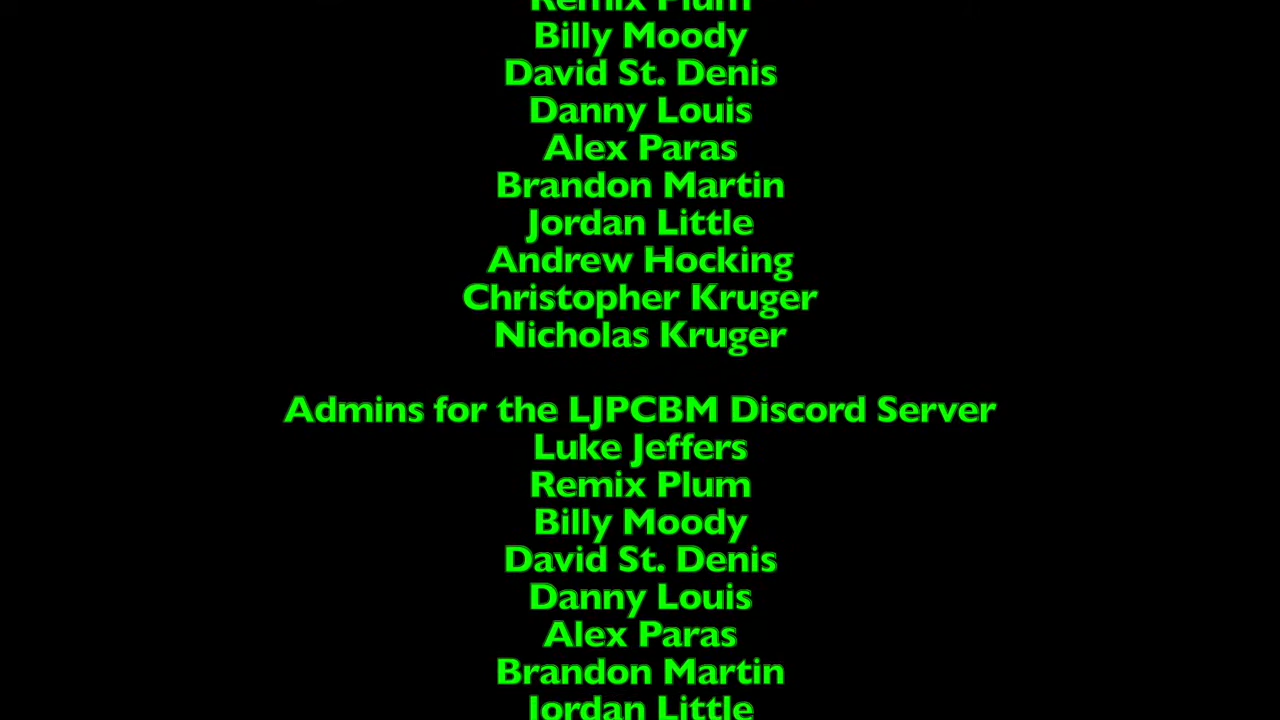 Remix Plum
Billy Moody
David St. Denis
Danny Louis
Alex Paras
Brandon Martin
Jordan Little
Andrew Hocking
Christopher Kruger
Nicholas Kruger
Admins for the LJPCBM Discord Server
Luke Jeffers
Remix Plum
Billy Moody
David St. Denis
Danny Louis
Alex Paras
Brandon Martin
Jordan Little